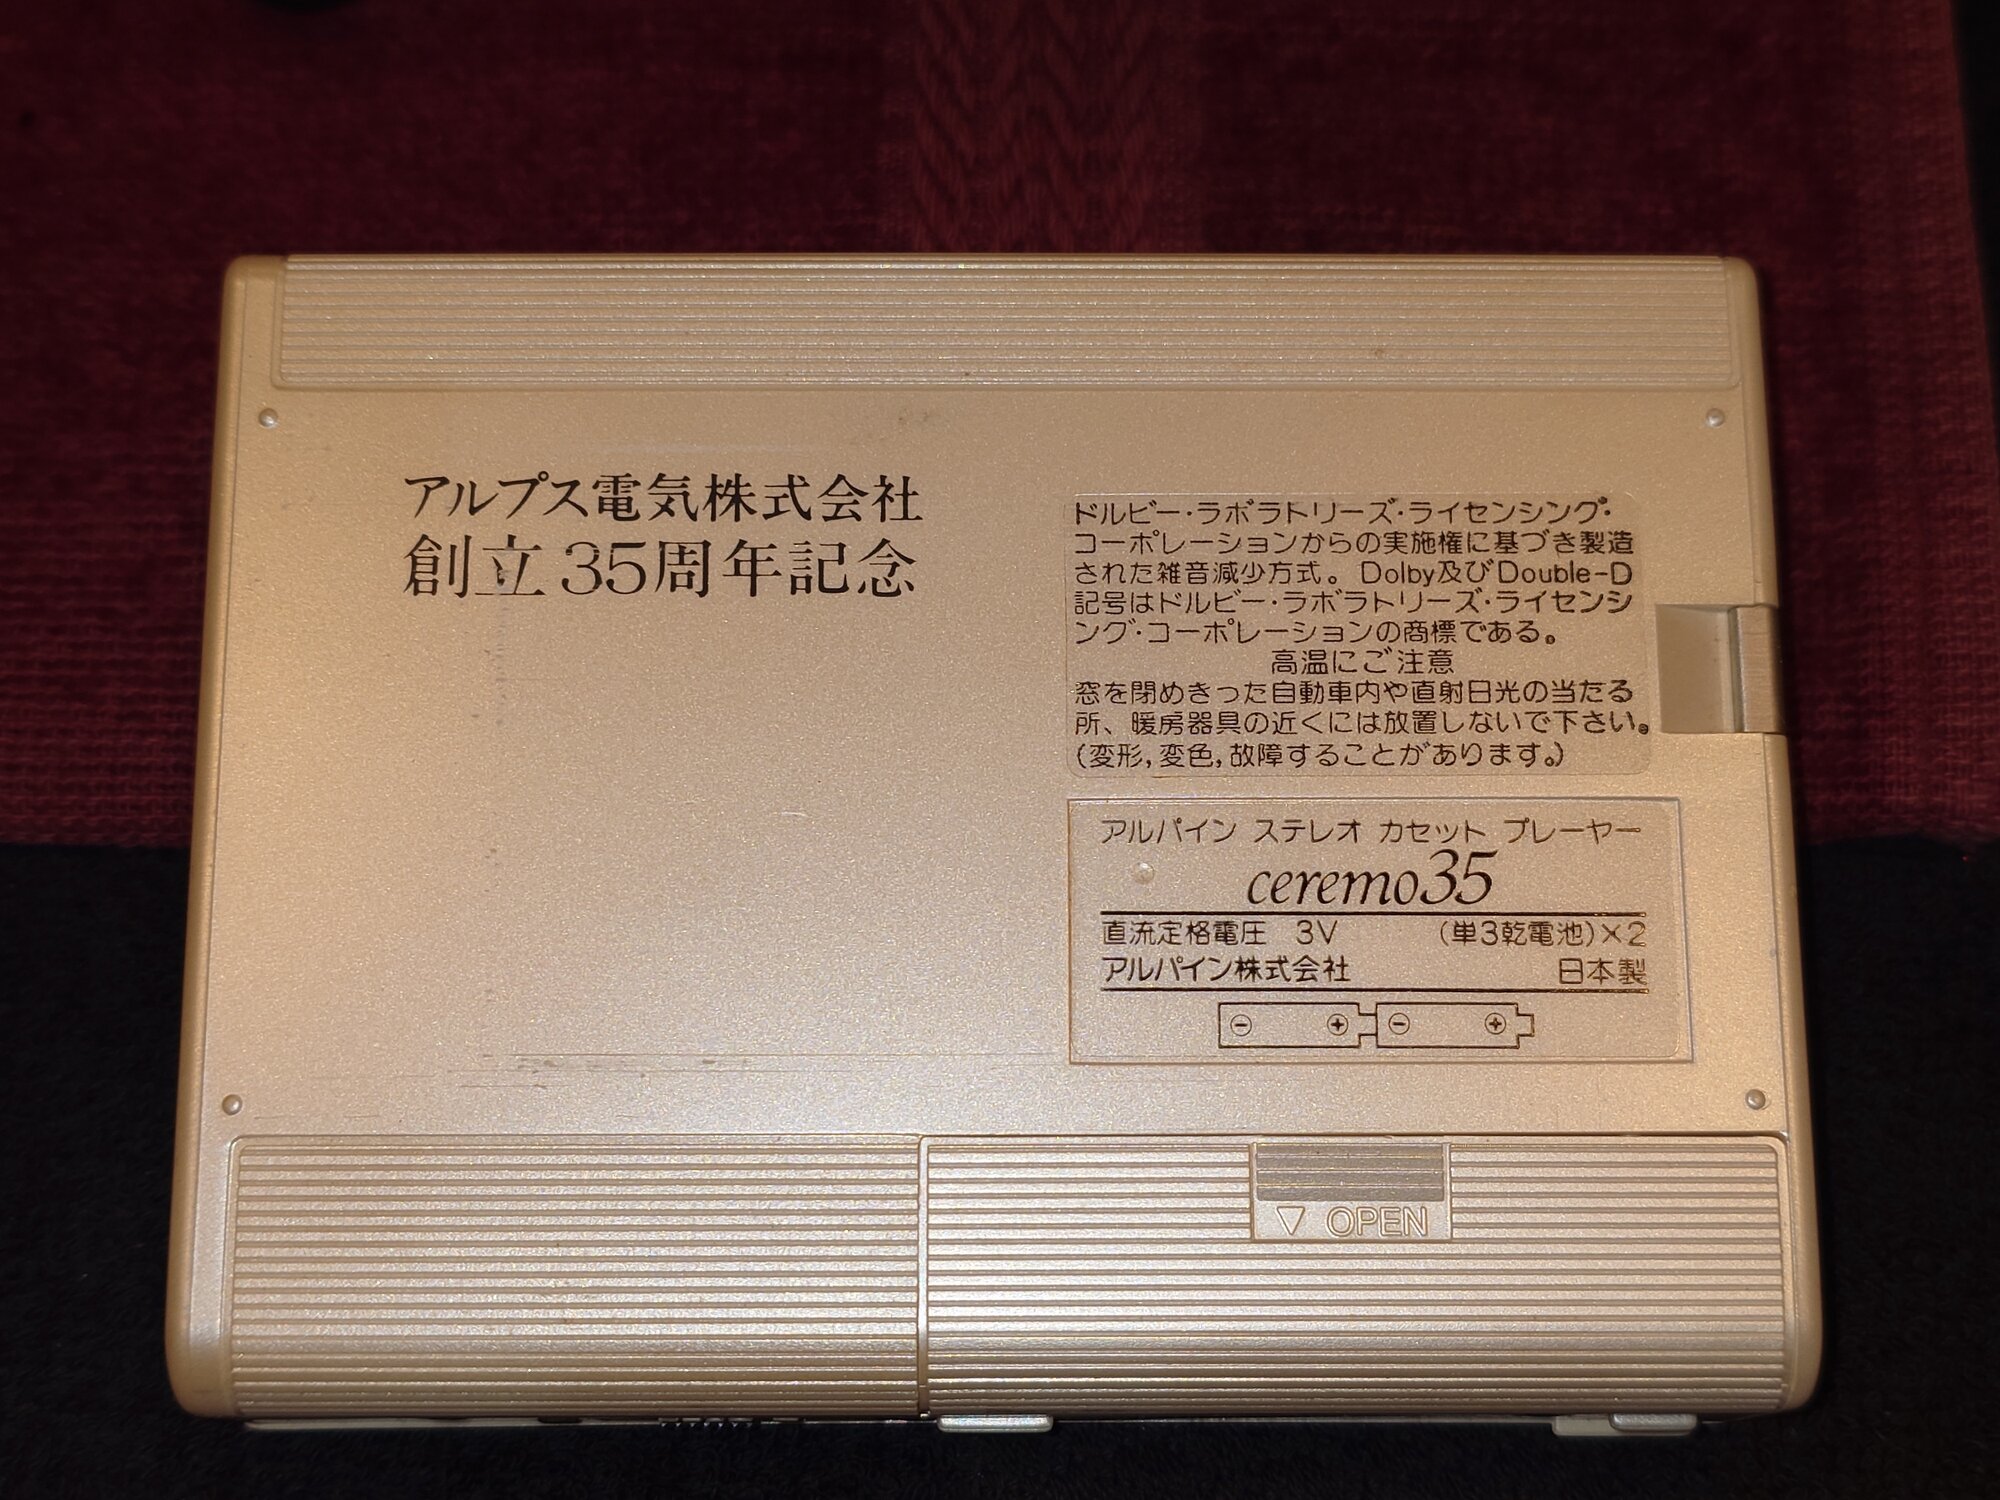 アルプス電気株式会社
創立35周年記念
ドルビー・ラボラトリーズ・ライセンシング・
コーポレーションからの実施権に基づき製造
された雑音減少方式。Dolby及びDouble-D
記号はドルビー・ラボラトリーズ・ライセンシ
ング・コーポレーションの商標である。
高温にご注意
窓を閉めきった自動車内や直射日光の当たる
所、暖房器具の近くには放置しないで下さい。
(変形,変色,故障することがあります。)
アルパイン ステレオ カセット プレーヤー
ceremo35
直流定格電圧 3V (単3乾電池)×2
アルパイン株式会社 日本製
⊖ ⊕ ⊖ ⊕
▽ OPEN